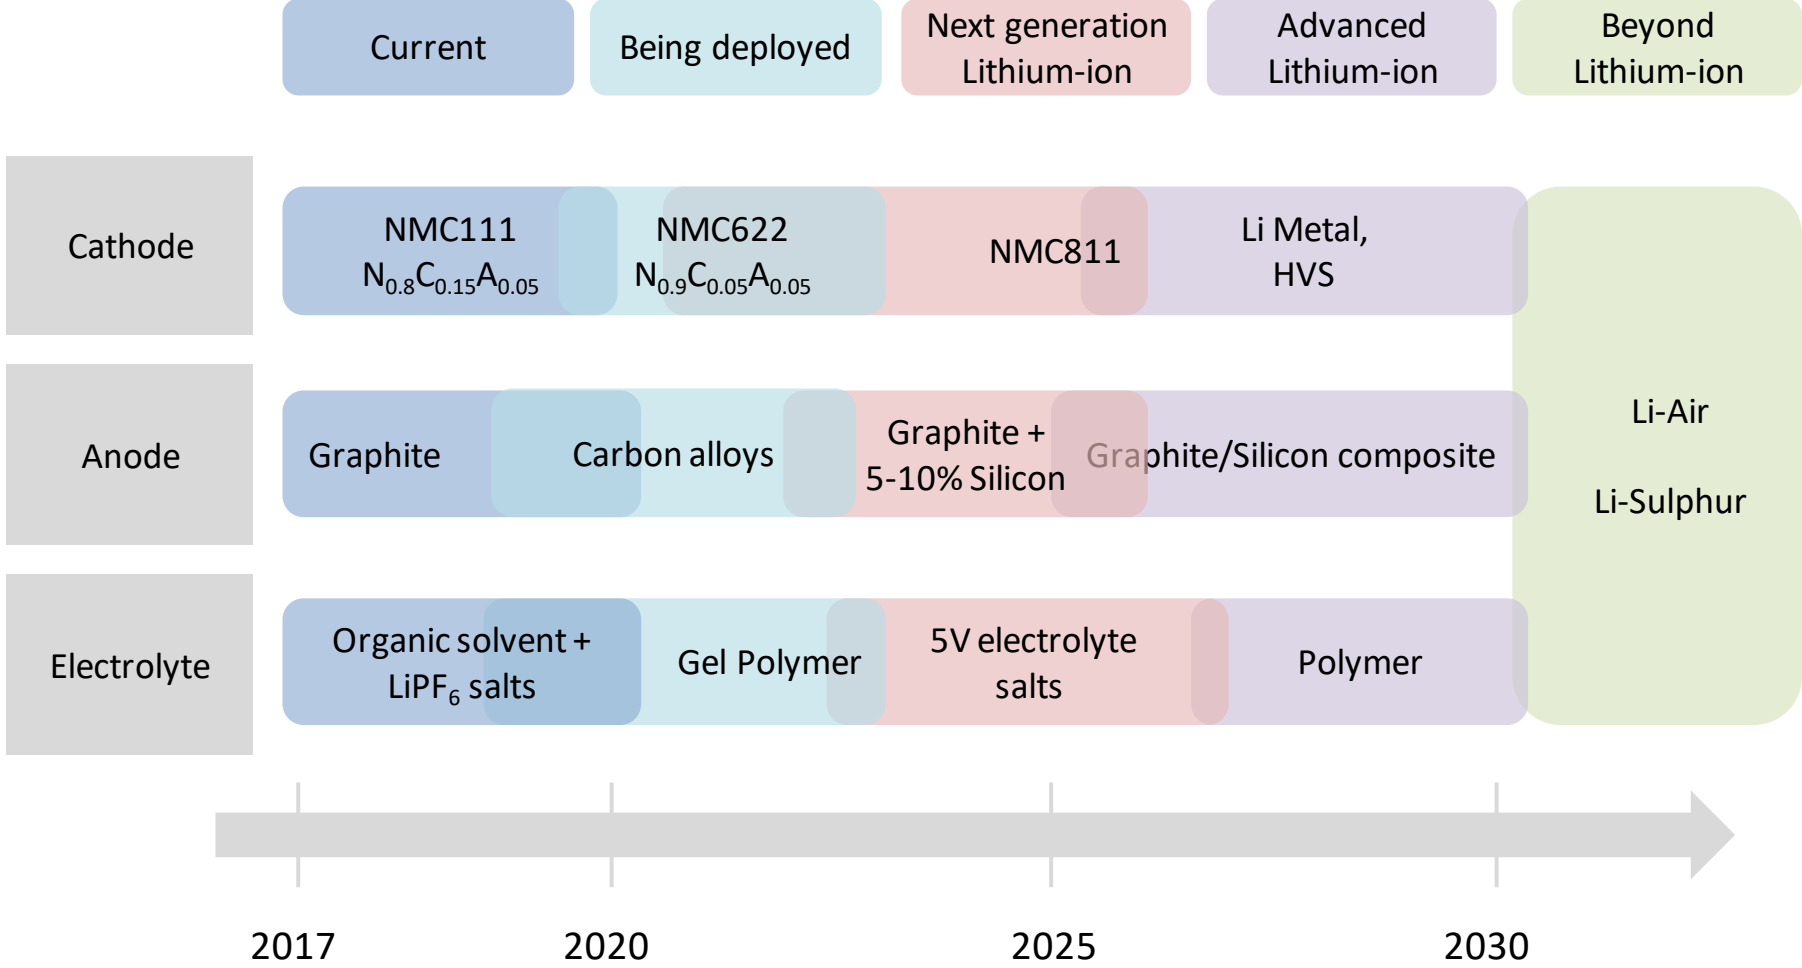 Current
Being deployed
Next generation
Lithium-ion
Advanced
Lithium-ion
Beyond
Lithium-ion
Cathode
NMC111
N0.8C0.15A0.05
NMC622
N0.9C0.05A0.05
NMC811
Li Metal,
HVS
Anode
Graphite
Carbon alloys
Graphite +
5-10% Silicon
Graphite/Silicon composite
Li-Air
Li-Sulphur
Electrolyte
Organic solvent +
LiPF6 salts
Gel Polymer
5V electrolyte
salts
Polymer
2017
2020
2025
2030